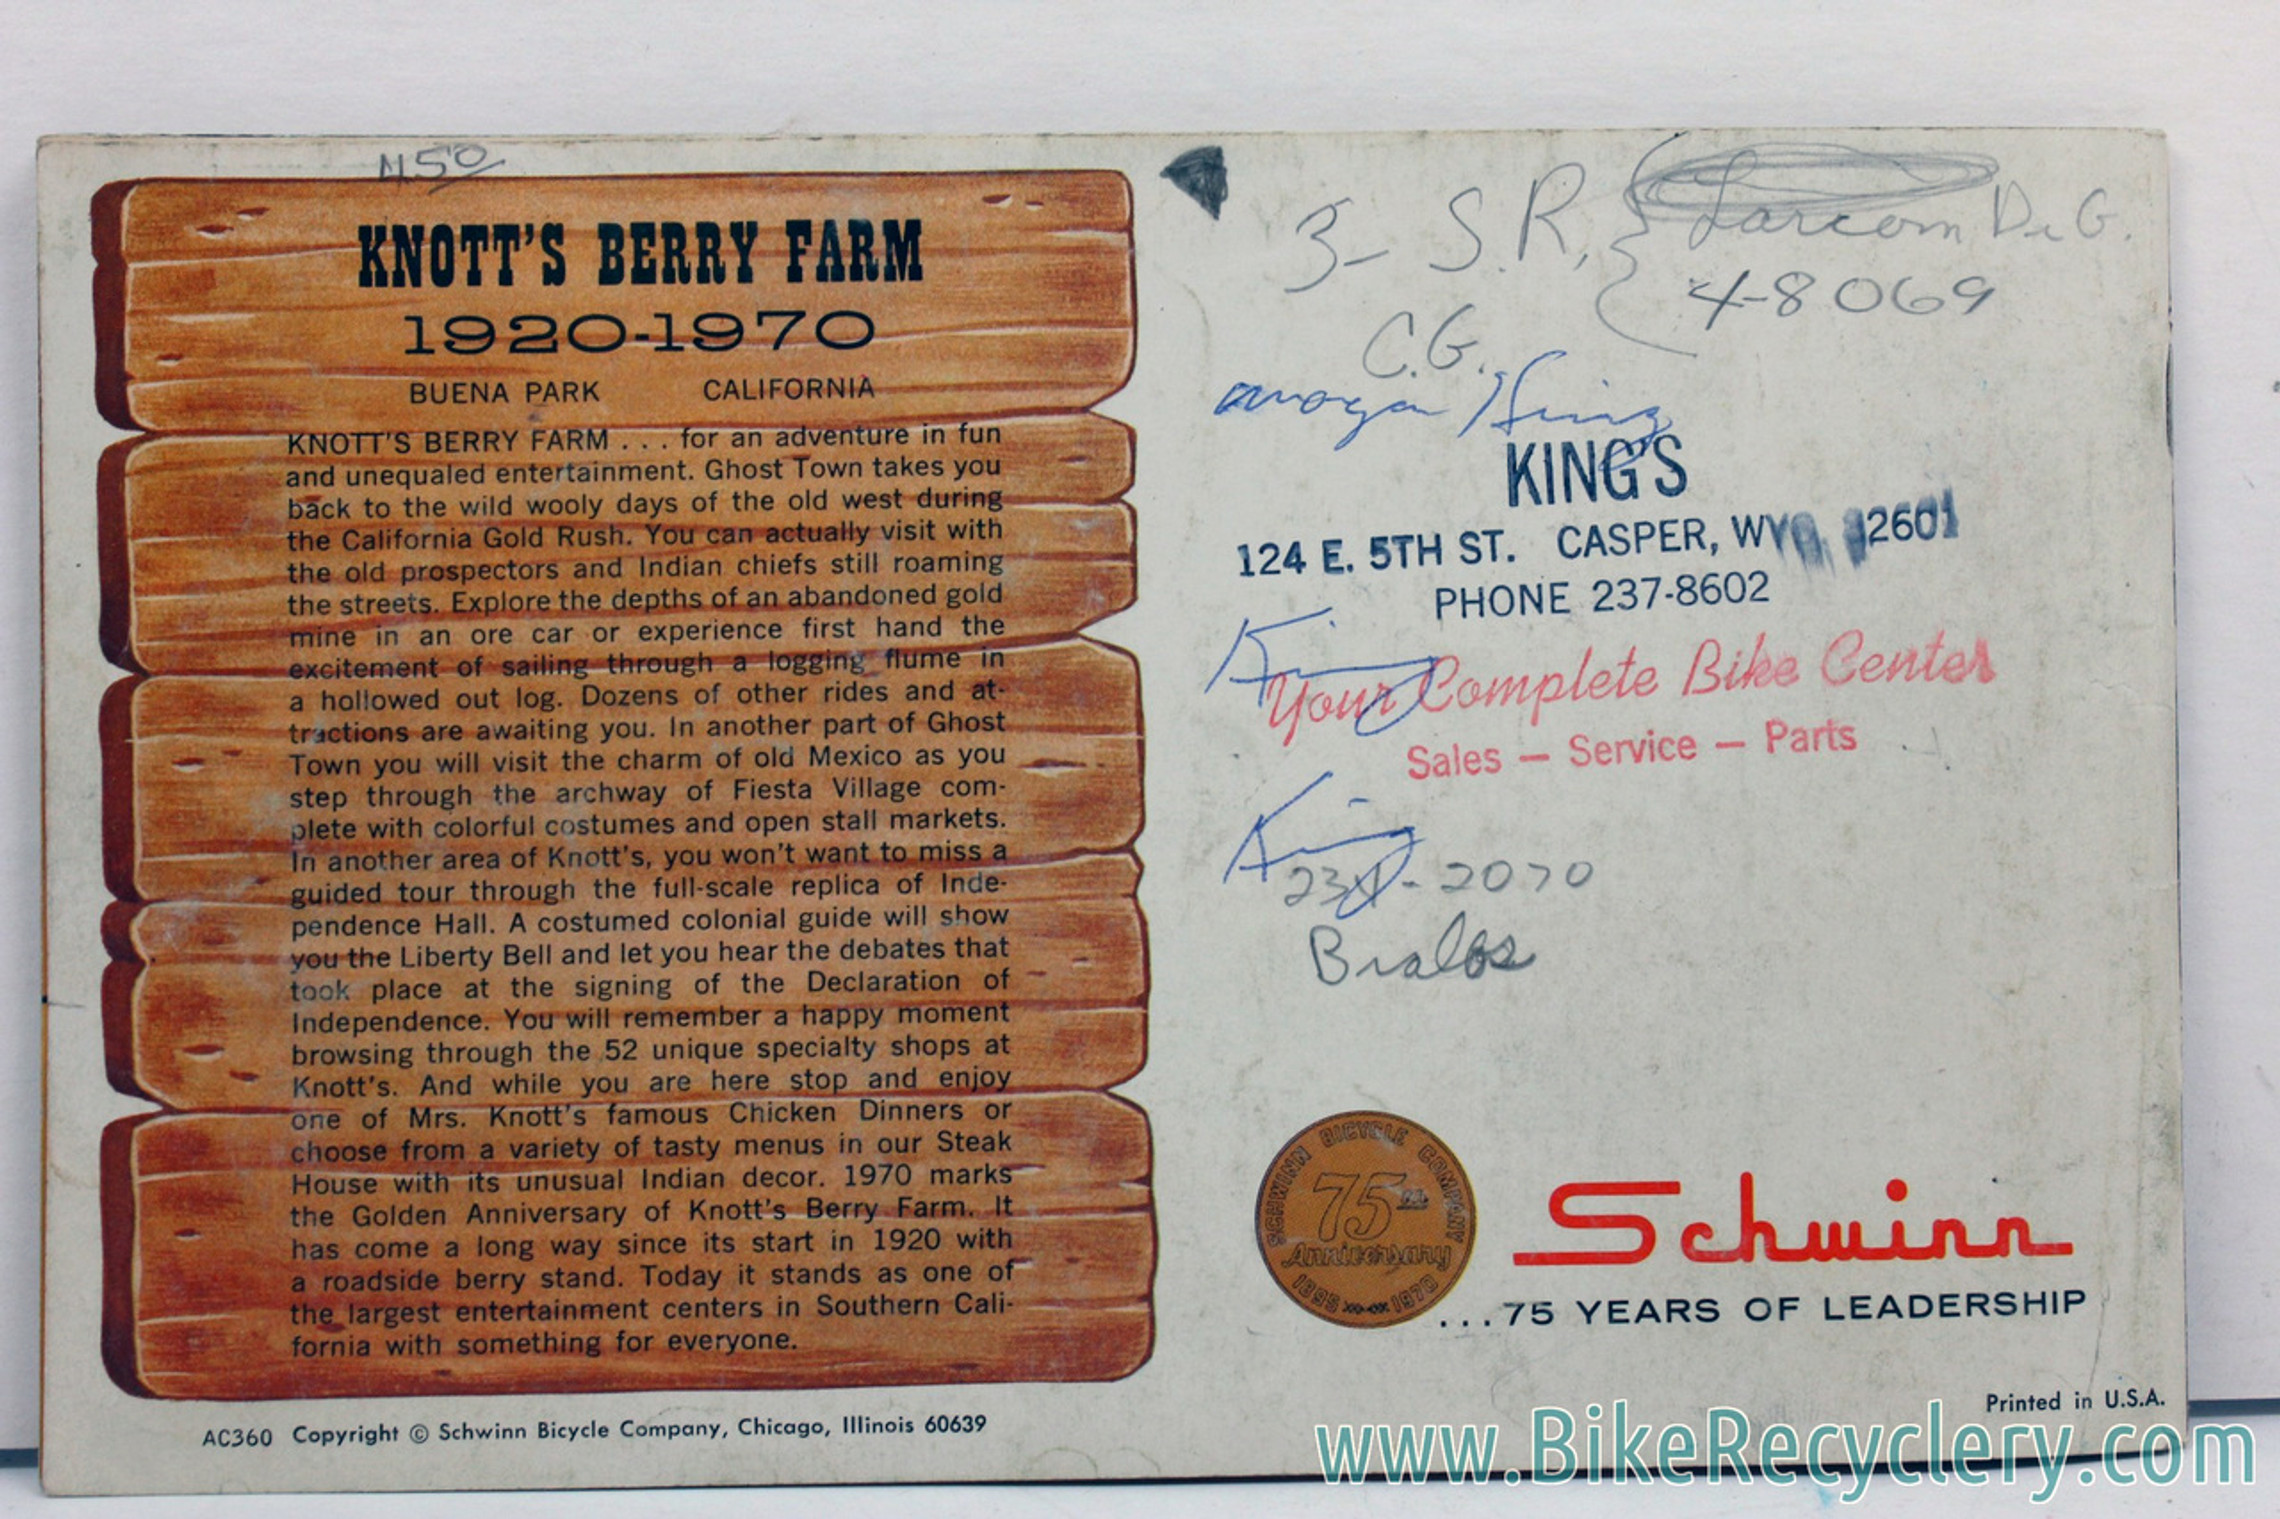 450
KNOTT'S BERRY FARM
1920-1970
BUENA PARK CALIFORNIA
KNOTT'S BERRY FARM . . . for an adventure in fun
and unequaled entertainment. Ghost Town takes you
back to the wild wooly days of the old west during
the California Gold Rush. You can actually visit with
the old prospectors and Indian chiefs still roaming
the streets. Explore the depths of an abandoned gold
mine in an ore car or experience first hand the
excitement of sailing through a logging flume in
a hollowed out log. Dozens of other rides and at-
tractions are awaiting you. In another part of Ghost
Town you will visit the charm of old Mexico as you
step through the archway of Fiesta Village com-
plete with colorful costumes and open stall markets.
In another area of Knott's, you won't want to miss a
guided tour through the full-scale replica of Inde-
pendence Hall. A costumed colonial guide will show
you the Liberty Bell and let you hear the debates that
took place at the signing of the Declaration of
Independence. You will remember a happy moment
browsing through the 52 unique specialty shops at
Knott's. And while you are here stop and enjoy
one of Mrs. Knott's famous Chicken Dinners or
choose from a variety of tasty menus in our Steak
House with its unusual Indian decor. 1970 marks
the Golden Anniversary of Knott's Berry Farm. It
has come a long way since its start in 1920 with
a roadside berry stand. Today it stands as one of
the largest entertainment centers in Southern Cali-
fornia with something for everyone.
AC360 Copyright © Schwinn Bicycle Company, Chicago, Illinois 60639
3- S.R, { Larcom De G.
4-8069
C.G.
King
KING'S
124 E. 5TH ST. CASPER, WYO. 82601
PHONE 237-8602
King
Your Complete Bike Center
Sales — Service — Parts
King
2070
SCHWINN BICYCLE COMPANY
75th
Anniversary
1895 1970
Schwinn
...75 YEARS OF LEADERSHIP
Printed in U.S.A.
www.BikeRecyclery.com